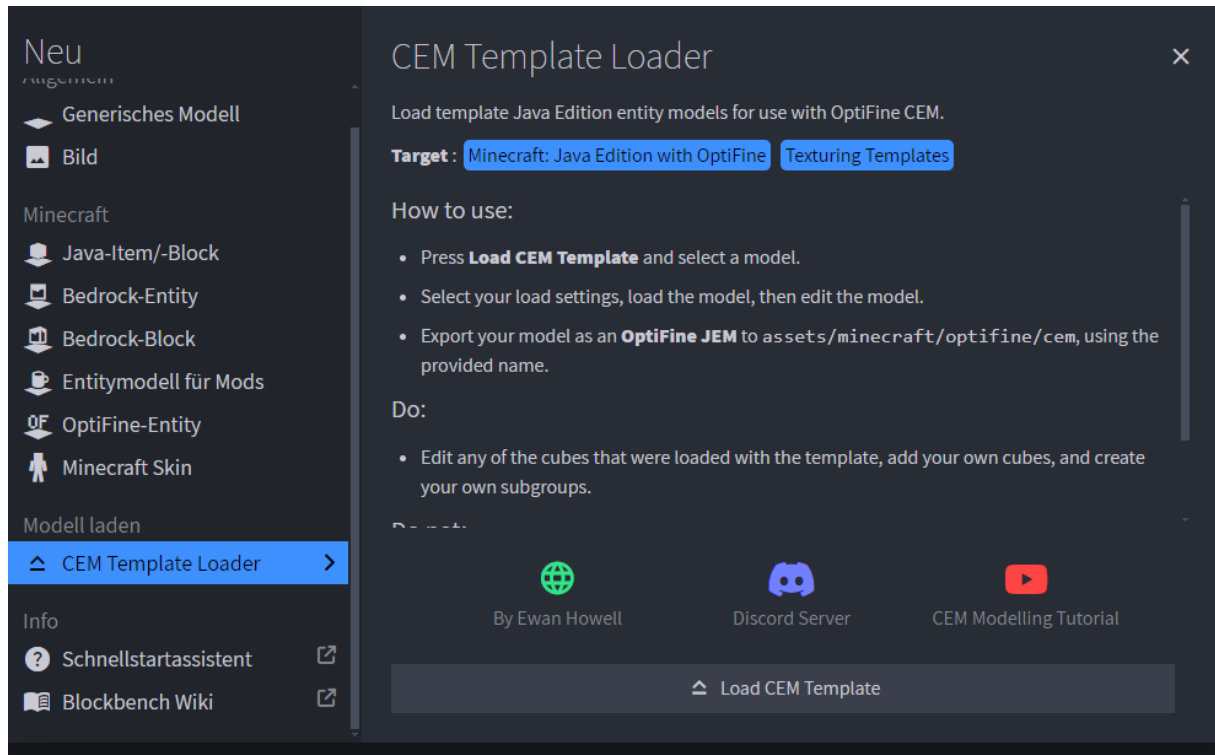 Neu
Allgemein
Generisches Modell
Bild
Minecraft
Java-Item/-Block
Bedrock-Entity
Bedrock-Block
Entitymodell für Mods
OF OptiFine-Entity
Minecraft Skin
Modell laden
CEM Template Loader
Info
Schnellstartassistent
Blockbench Wiki
CEM Template Loader
Load template Java Edition entity models for use with OptiFine CEM.
Target : Minecraft: Java Edition with OptiFine Texturing Templates
How to use:
• Press Load CEM Template and select a model.
• Select your load settings, load the model, then edit the model.
• Export your model as an OptiFine JEM to assets/minecraft/optifine/cem, using the
provided name.
Do:
• Edit any of the cubes that were loaded with the template, add your own cubes, and create
your own subgroups.
Do not:
By Ewan Howell
Discord Server
CEM Modelling Tutorial
Load CEM Template